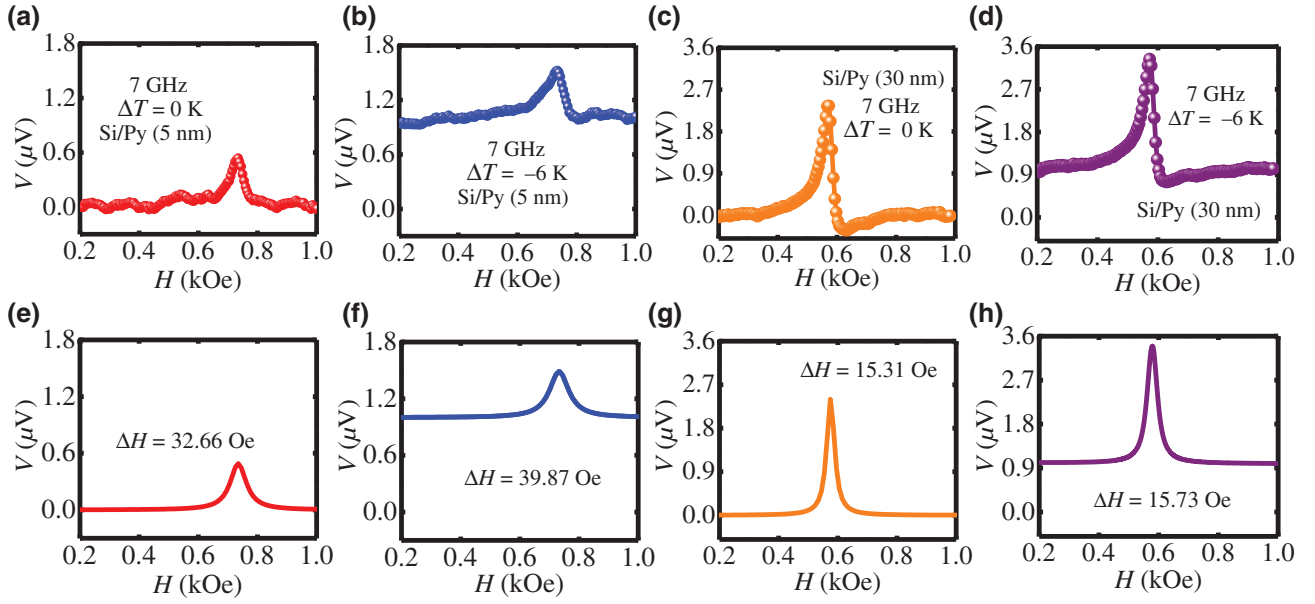 (a)
1.8
1.2
0.6
0.0
V (μV)
7 GHz
ΔT = 0 K
Si/Py (5 nm)
0.2 0.4 0.6 0.8 1.0
H (kOe)
(b)
1.8
1.2
0.6
0.0
V (μV)
7 GHz
ΔT = −6 K
Si/Py (5 nm)
0.2 0.4 0.6 0.8 1.0
H (kOe)
(c)
3.6
2.7
1.8
0.9
0.0
V (μV)
Si/Py (30 nm)
7 GHz
ΔT = 0 K
0.2 0.4 0.6 0.8 1.0
H (kOe)
(d)
3.6
2.7
1.8
0.9
0.0
V (μV)
7 GHz
ΔT = −6 K
Si/Py (30 nm)
0.2 0.4 0.6 0.8 1.0
H (kOe)
(e)
1.8
1.2
0.6
0.0
V (μV)
ΔH = 32.66 Oe
0.2 0.4 0.6 0.8 1.0
H (kOe)
(f)
1.8
1.2
0.6
0.0
V (μV)
ΔH = 39.87 Oe
0.2 0.4 0.6 0.8 1.0
H (kOe)
(g)
3.6
2.7
1.8
0.9
0.0
V (μV)
ΔH = 15.31 Oe
0.2 0.4 0.6 0.8 1.0
H (kOe)
(h)
3.6
2.7
1.8
0.9
0.0
V (μV)
ΔH = 15.73 Oe
0.2 0.4 0.6 0.8 1.0
H (kOe)